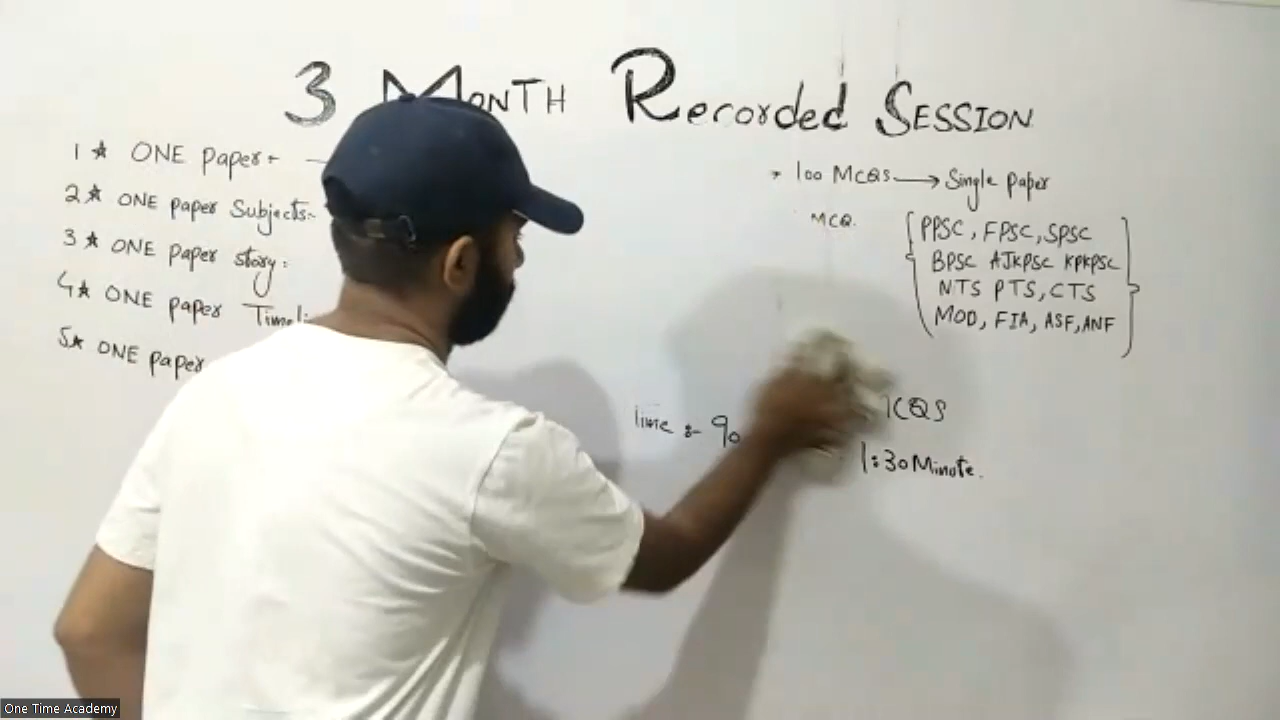 3 MONTH Recorded SESSION
1 ★ ONE Paper:-
2 ★ ONE Paper Subjects:-
3 ★ ONE Paper story:
4 ★ ONE Paper
5 ★ ONE Paper
100 MCQS → Single Paper
MCQ.
PPSC, FPSC, SPSC
BPSC AJKPSC KPKPSC
NTS PTS, CTS
MOD, FIA, ASF, ANF
Time :- 90
1:30 Minute.
One Time Academy